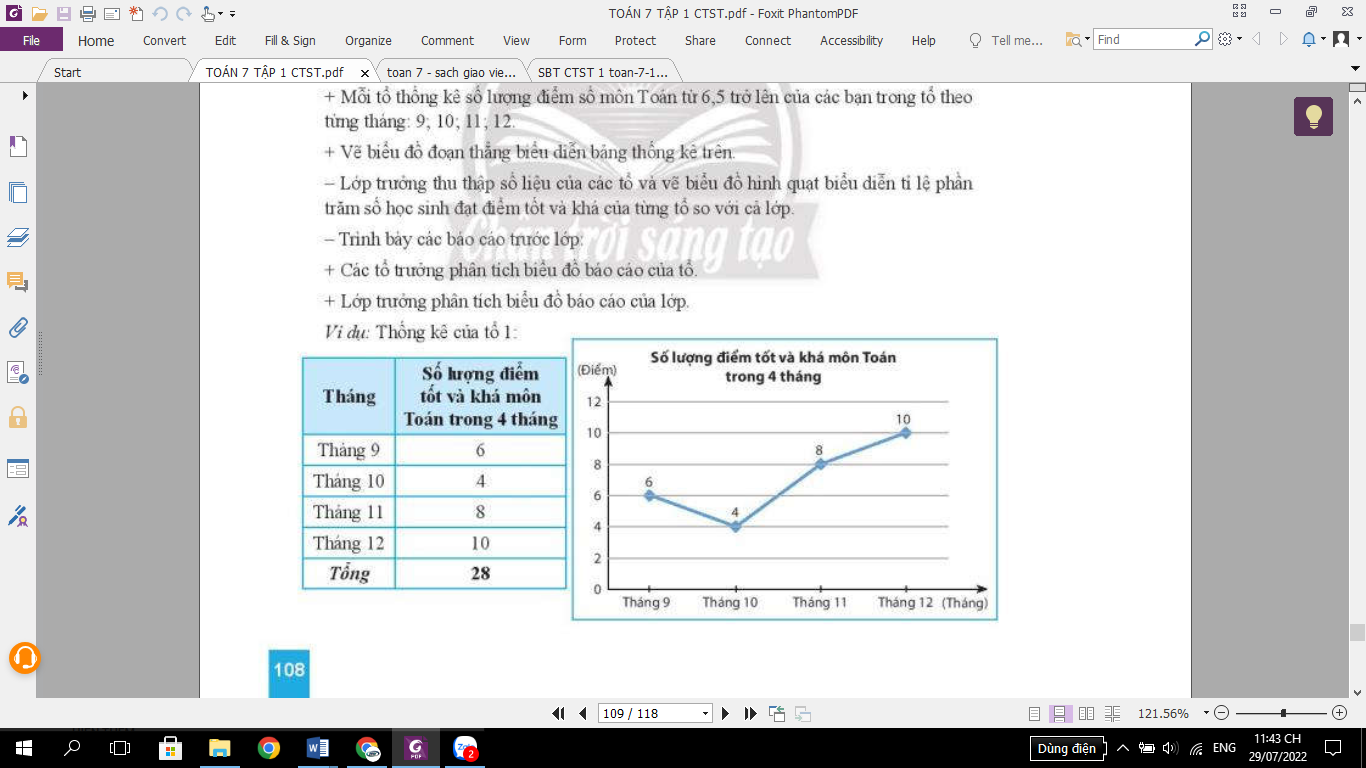 TOÁN 7 TẬP 1 CTST.pdf - Foxit PhantomPDF
File Home Convert Edit Fill & Sign Organize Comment View Form Protect Share Connect Accessibility Help Tell me... Find
Start TOÁN 7 TẬP 1 CTST.pdf toan 7 - sach giao vie... SBT CTST 1 toan-7-1...
+ Mỗi tổ thống kê số lượng điểm số môn Toán từ 6,5 trở lên của các bạn trong tổ theo
từng tháng: 9; 10; 11; 12.
+ Vẽ biểu đồ đoạn thẳng biểu diễn bảng thống kê trên.
– Lớp trưởng thu thập số liệu của các tổ và vẽ biểu đồ hình quạt biểu diễn tỉ lệ phần
trăm số học sinh đạt điểm tốt và khá của từng tổ so với cả lớp.
– Trình bày các báo cáo trước lớp:
Chân trời sáng tạo
+ Các tổ trưởng phân tích biểu đồ báo cáo của tổ.
+ Lớp trưởng phân tích biểu đồ báo cáo của lớp.
Ví dụ: Thống kê của tổ 1:
Tháng
Số lượng điểm
tốt và khá môn
Toán trong 4 tháng
Tháng 9 6
Tháng 10 4
Tháng 11 8
Tháng 12 10
Tổng 28
Số lượng điểm tốt và khá môn Toán
trong 4 tháng
(Điểm)
12
10
8
6
4
2
0
6
4
8
10
Tháng 9 Tháng 10 Tháng 11 Tháng 12 (Tháng)
108
109 / 118
121.56%
PDF
Zalo
2
Dùng điện
ENG
11:43 CH
29/07/2022